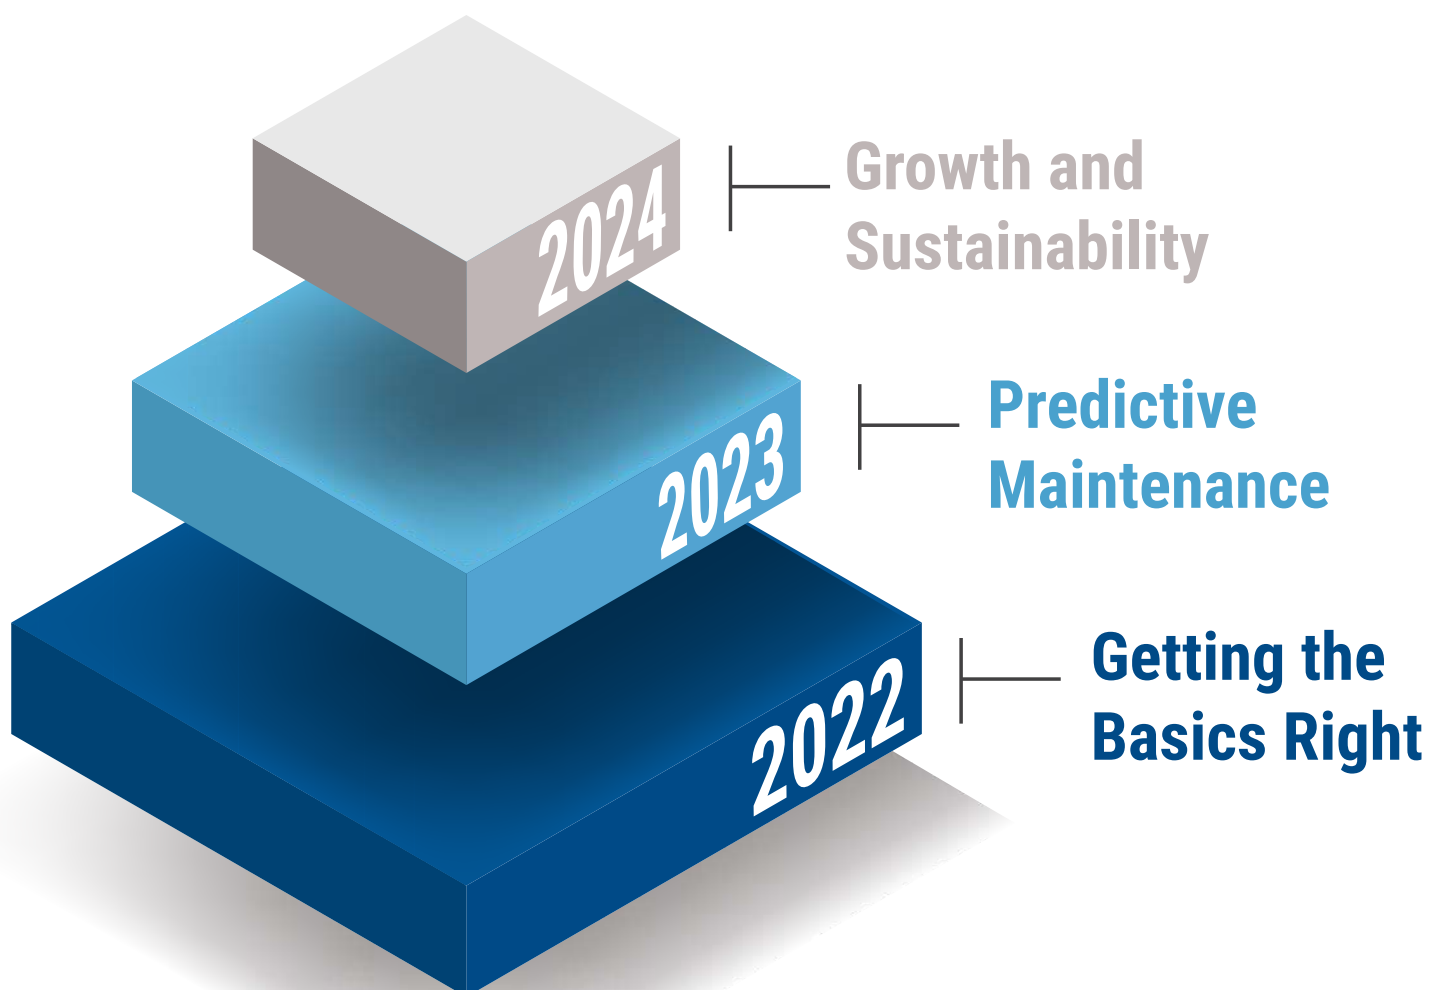 2024
Growth and
Sustainability
2023
Predictive
Maintenance
2022
Getting the
Basics Right